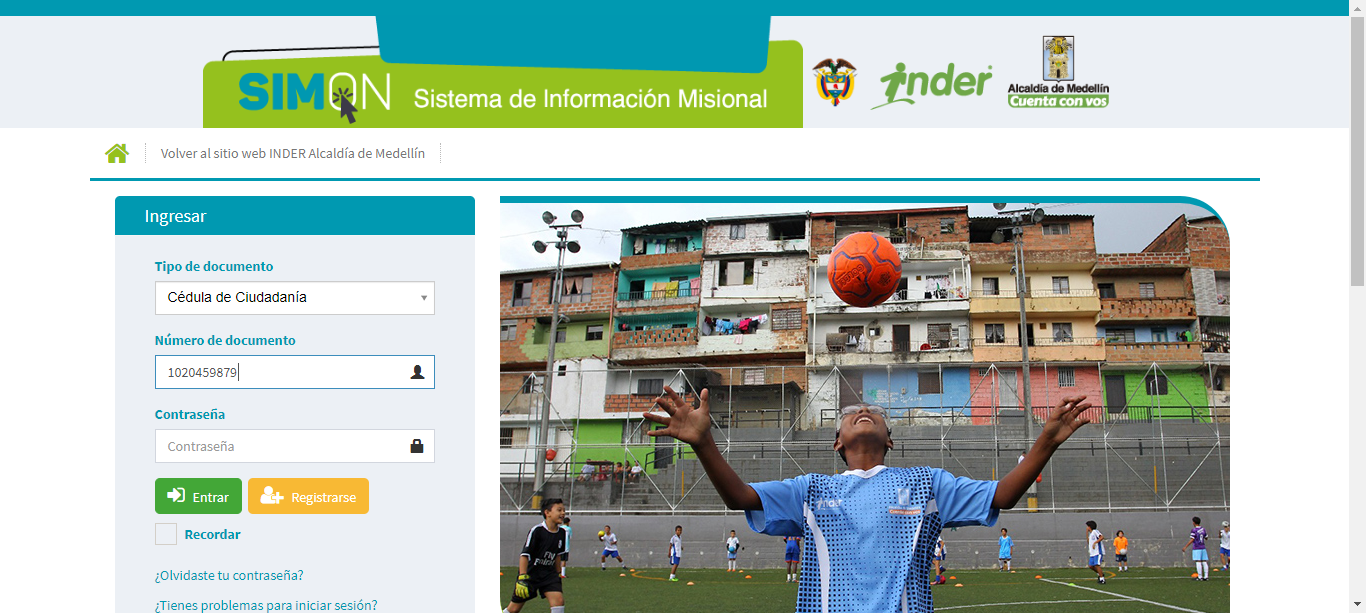 SIMON Sistema de Información Misional
inder
Alcaldía de Medellín
Cuenta con vos
Volver al sitio web INDER Alcaldía de Medellín
Ingresar
Tipo de documento
Cédula de Ciudadanía
Número de documento
1020459879
Contraseña
Contraseña
Entrar Registrarse
Recordar
¿Olvidaste tu contraseña?
¿Tienes problemas para iniciar sesión?
inder
Fly